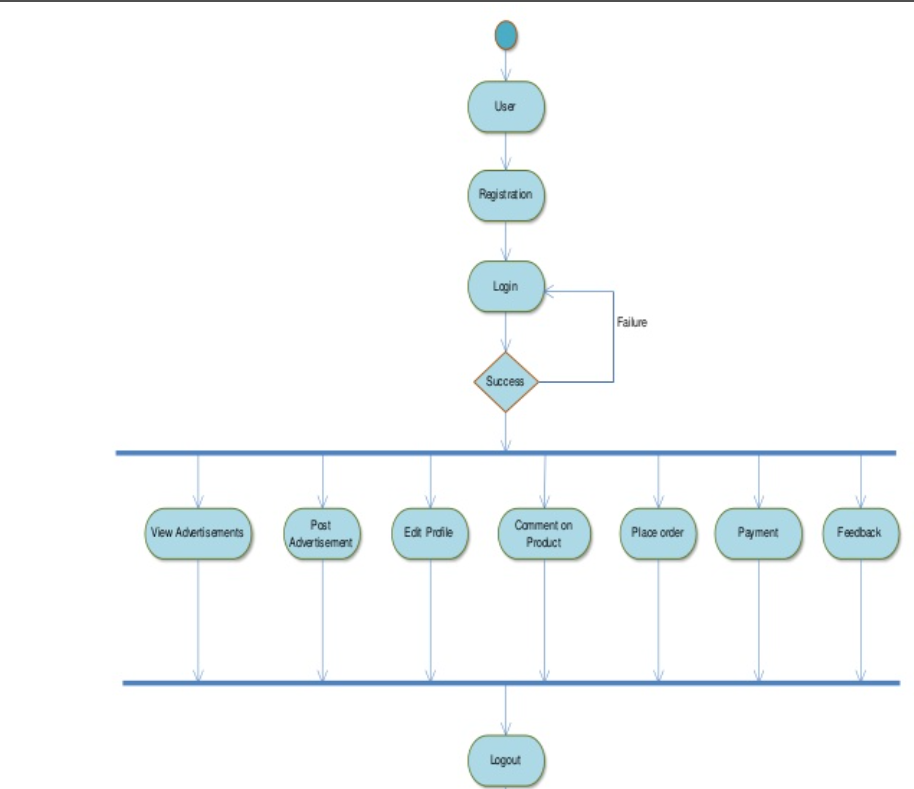 User
Registration
Login
Failure
Success
View Advertisements
Post
Advertisement
Edit Profile
Comment on
Product
Place order
Payment
Feedback
Logout